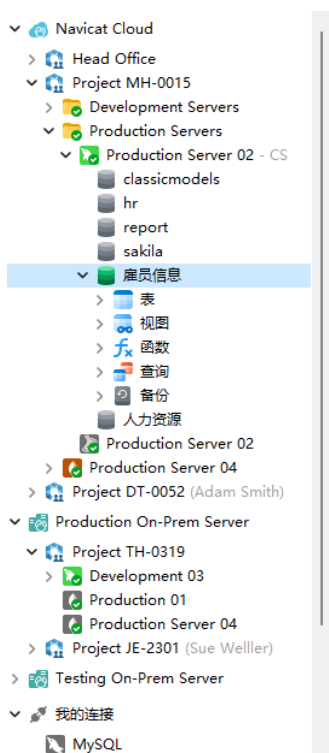 Navicat Cloud
Head Office
Project MH-0015
Development Servers
Production Servers
Production Server 02 - CS
classicmodels
hr
report
sakila
雇员信息
表
视图
函数
查询
备份
人力资源
Production Server 02
Production Server 04
Project DT-0052 (Adam Smith)
Production On-Prem Server
Project TH-0319
Development 03
Production 01
Production Server 04
Project JE-2301 (Sue Welller)
Testing On-Prem Server
我的连接
MySQL